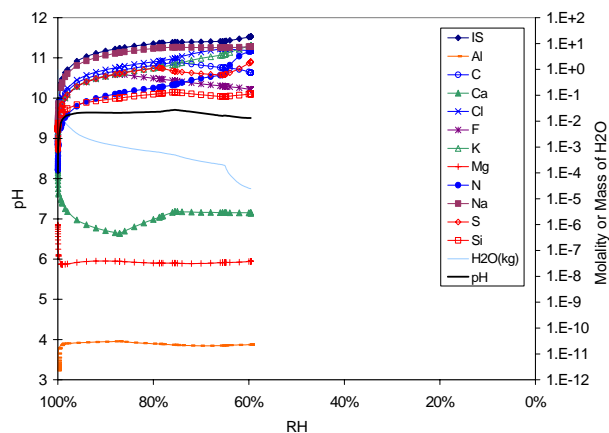 12
11
10
9
8
7
6
5
4
3
pH
100%
80%
60%
40%
20%
0%
RH
1.E+2
1.E+1
1.E+0
1.E-1
1.E-2
1.E-3
1.E-4
1.E-5
1.E-6
1.E-7
1.E-8
1.E-9
1.E-10
1.E-11
1.E-12
Molality or Mass of H2O
IS
Al
C
Ca
Cl
F
K
Mg
N
Na
S
Si
H2O(kg)
pH